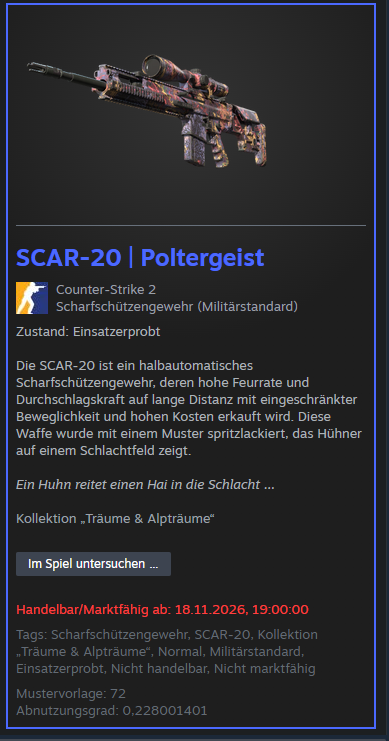 SCAR-20 | Poltergeist
Counter-Strike 2
Scharfschützengewehr (Militärstandard)
Zustand: Einsatzerprobt
Die SCAR-20 ist ein halbautomatisches
Scharfschützengewehr, deren hohe Feurrate und
Durchschlagskraft auf lange Distanz mit eingeschränkter
Beweglichkeit und hohen Kosten erkauft wird. Diese
Waffe wurde mit einem Muster spritzlackiert, das Hühner
auf einem Schlachtfeld zeigt.
Ein Huhn reitet einen Hai in die Schlacht ...
Kollektion „Träume & Alpträume“
Im Spiel untersuchen ...
Handelbar/Marktfähig ab: 18.11.2026, 19:00:00
Tags: Scharfschützengewehr, SCAR-20, Kollektion
„Träume & Alpträume“, Normal, Militärstandard,
Einsatzerprobt, Nicht handelbar, Nicht marktfähig
Mustervorlage: 72
Abnutzungsgrad: 0,228001401